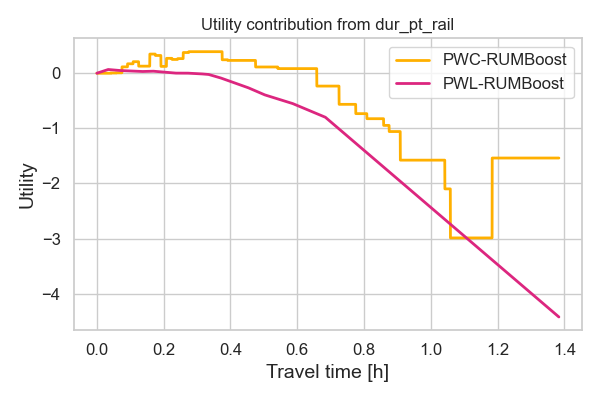 Utility contribution from dur_pt_rail
PWC-RUMBoost
PWL-RUMBoost
Utility
0
−1
−2
−3
−4
0.0 0.2 0.4 0.6 0.8 1.0 1.2 1.4
Travel time [h]